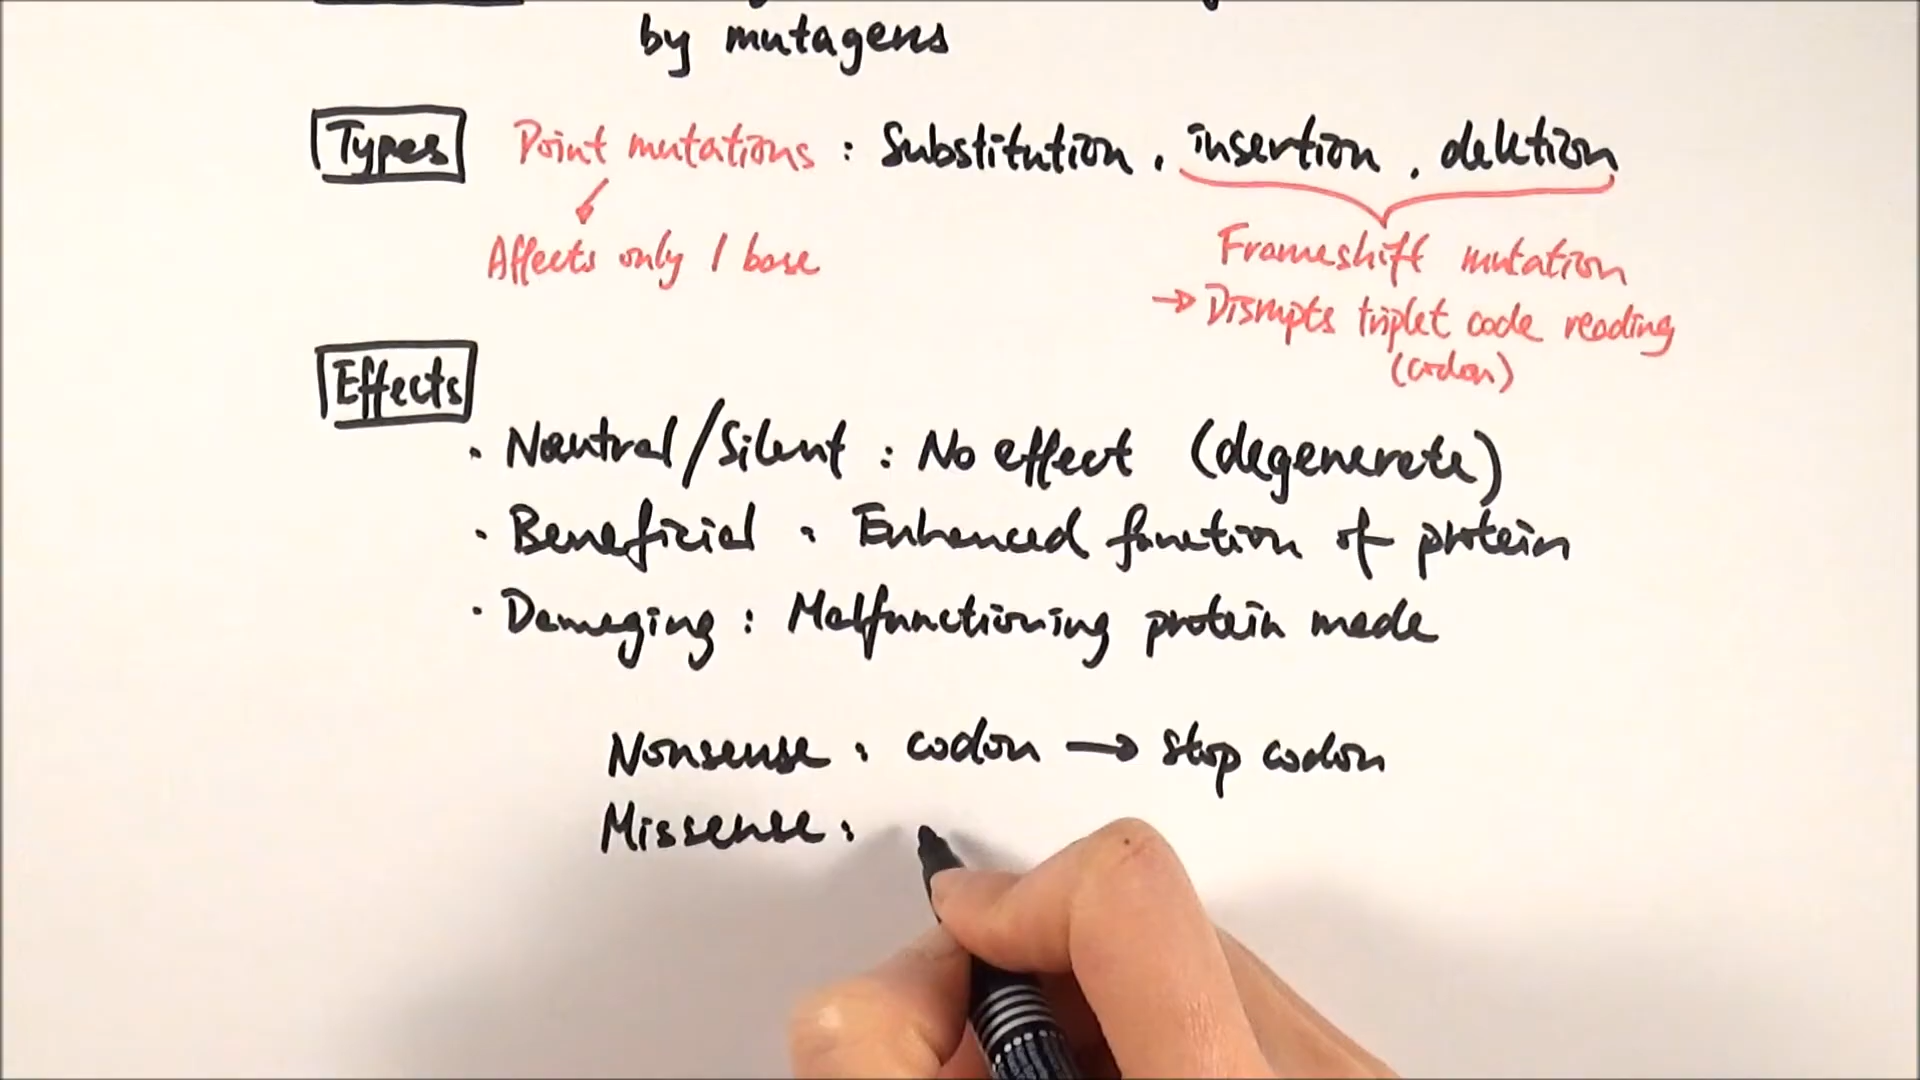 by mutagens
Types Point mutations : Substitution , insertion , deletion
Affects only 1 base
Frameshift mutation
→ Disrupts triplet code reading
(codon)
Effects
· Neutral/Silent : No effect (degenerate)
· Beneficial : Enhanced function of protein
· Damaging : Malfunctioning protein made
Nonsense : codon → stop codon
Missense :